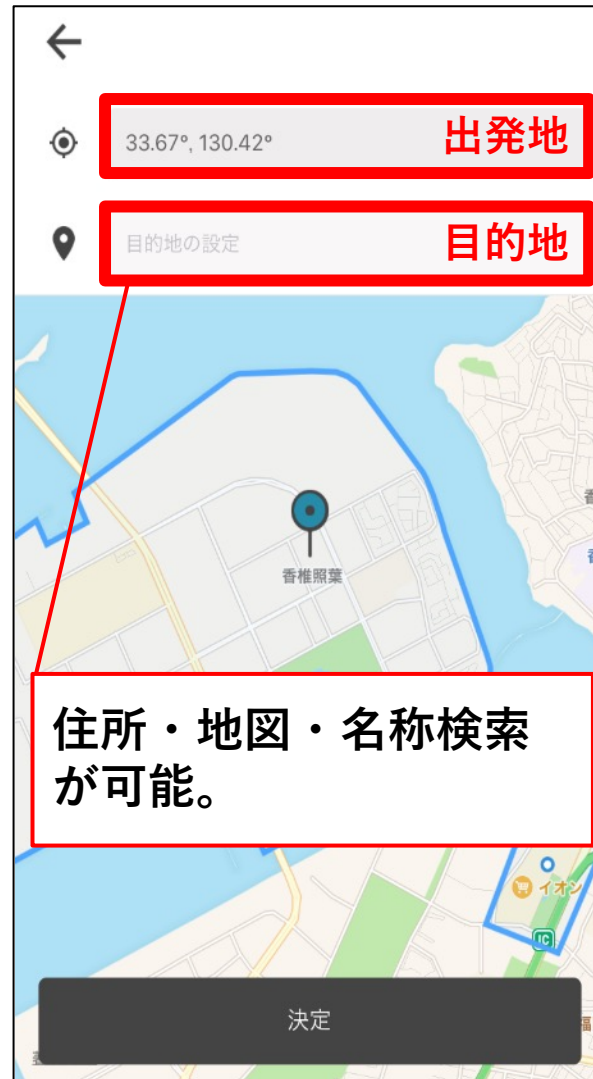 33.67°, 130.42° 出発地
目的地の設定 目的地
香椎照葉
住所・地図・名称検索
が可能。
イオン
IC
決定